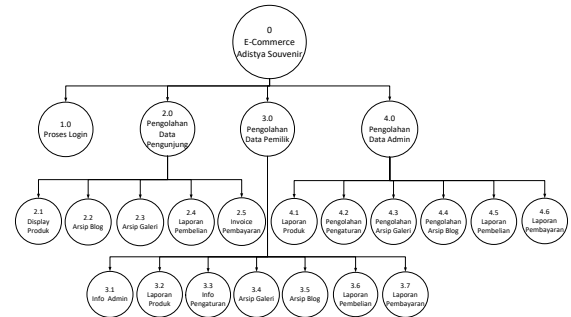 0
E-Commerce
Adistya Souvenir
1.0
Proses Login
2.0
Pengolahan
Data
Pengunjung
3.0
Pengolahan
Data Pemilik
4.0
Pengolahan
Data Admin
2.1
Display
Produk
2.2
Arsip Blog
2.3
Arsip Galeri
2.4
Laporan
Pembelian
2.5
Invoice
Pembayaran
4.1
Laporan
Produk
4.2
Pengolahan
Pengaturan
4.3
Pengolahan
Arsip Galeri
4.4
Pengolahan
Arsip Blog
4.5
Laporan
Pembelian
4.6
Laporan
Pembayaran
3.1
Info Admin
3.2
Laporan
Produk
3.3
Info
Pengaturan
3.4
Arsip Galeri
3.5
Arsip Blog
3.6
Laporan
Pembelian
3.7
Laporan
Pembayaran